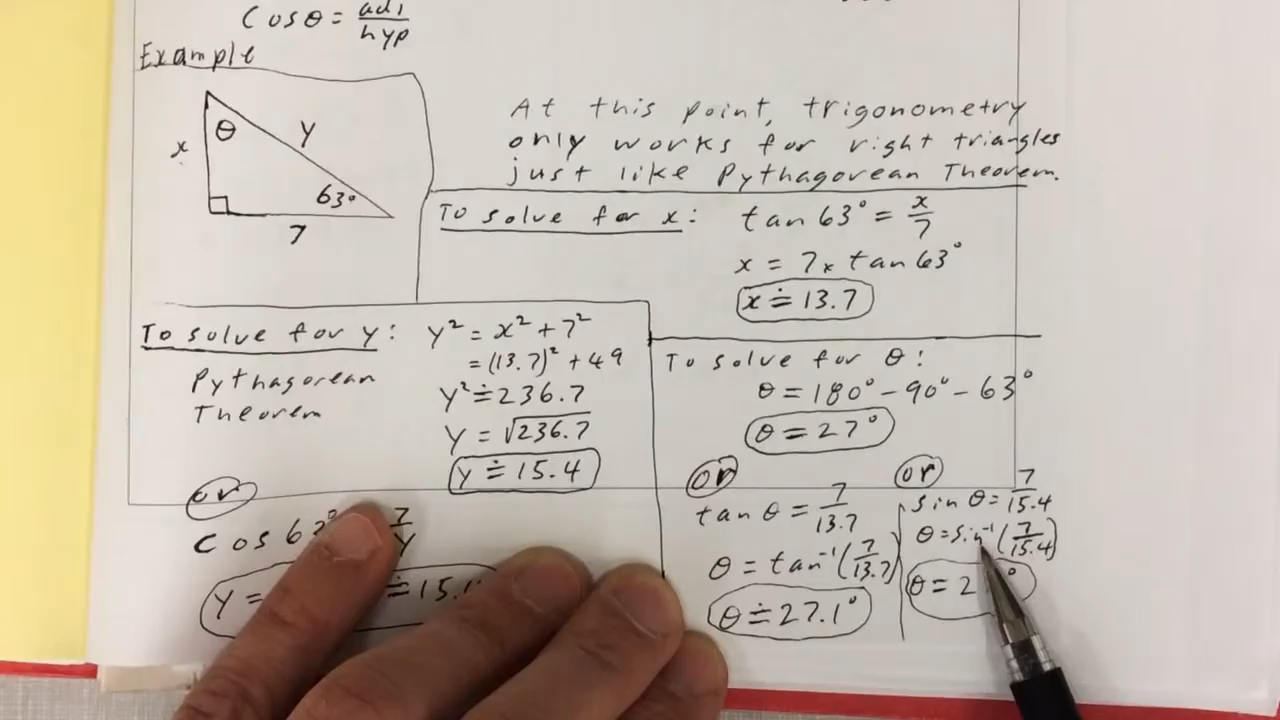 Cos θ = adj/hyp
Example
θ
x
y
63°
7
At this point, trigonometry
only works for right triangles
just like Pythagorean Theorem.
To solve for x: tan 63° = x/7
x = 7 × tan 63°
x ≐ 13.7
To solve for y: y² = x² + 7²
Pythagorean
Theorem
= (13.7)² + 49
y² ≐ 236.7
y = √236.7
y ≐ 15.4
or
cos 7/y
y = ≐ 15.
To solve for θ:
θ = 180° − 90° − 63°
θ = 27°
or
tan θ = 7/13.7
θ = tan⁻¹(7/13.7)
θ ≐ 27.1°
or
sin θ = 7/15.4
θ = sin⁻¹(7/15.4)
θ = 2 °